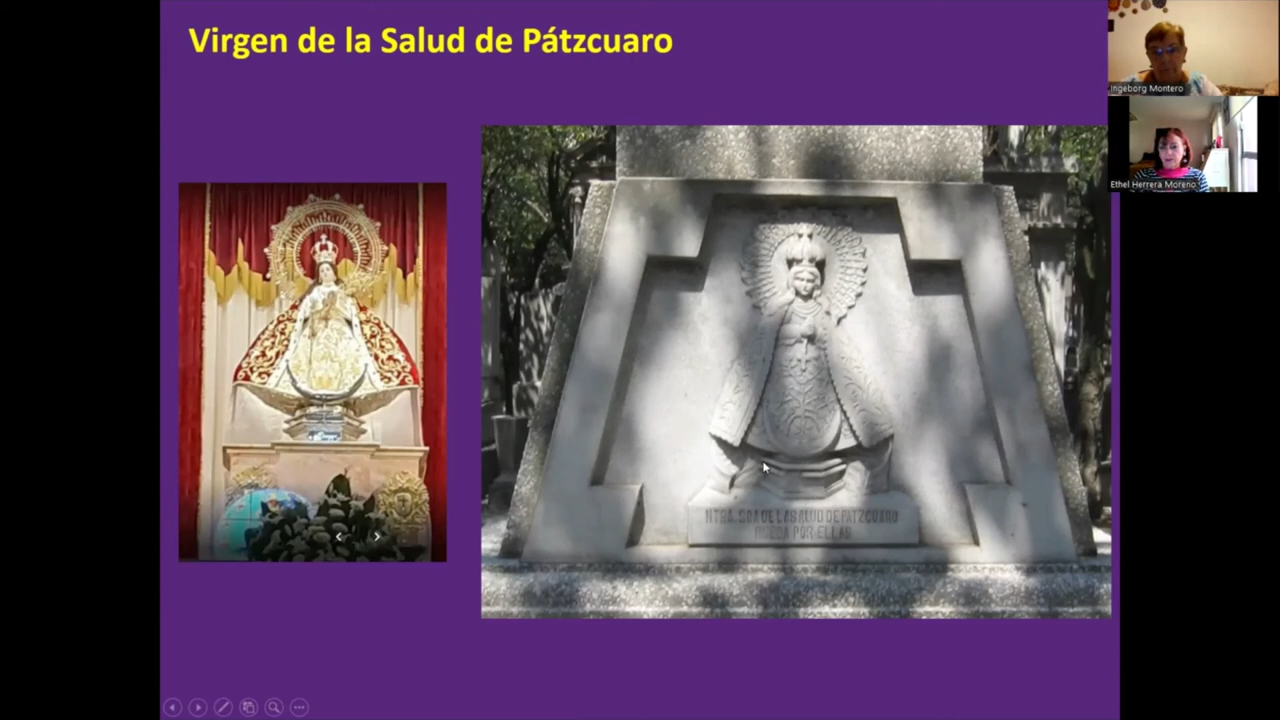 Virgen de la Salud de Pátzcuaro
Ingeborg Montero
Ethel Herrera Moreno
NTRA. SRA DE LA SALUD DE PATZCUARO
RUEGA POR ELLAS